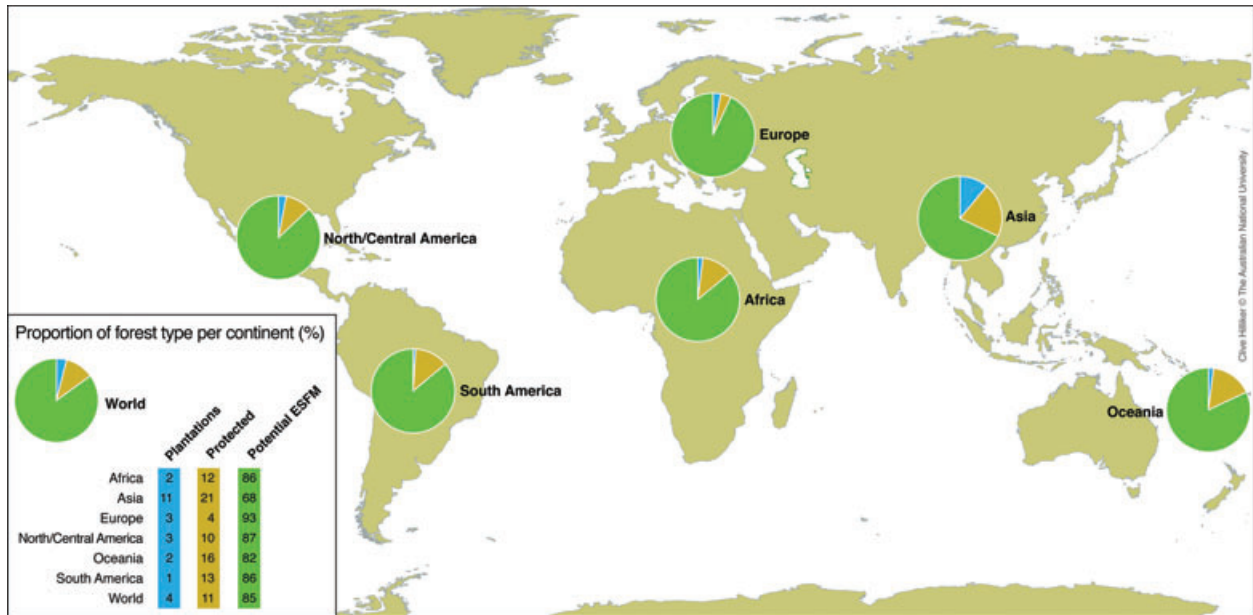 Europe
Asia
North/Central America
Africa
South America
Oceania
Clive Hilliker © The Australian National University
Proportion of forest type per continent (%)
World
Plantations Protected Potential ESFM
Africa 2 12 86
Asia 11 21 68
Europe 3 4 93
North/Central America 3 10 87
Oceania 2 16 82
South America 1 13 86
World 4 11 85